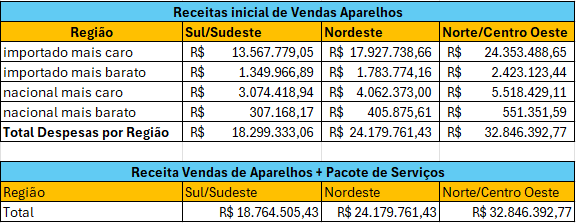 Receitas inicial de Vendas Aparelhos
Região Sul/Sudeste Nordeste Norte/Centro Oeste
importado mais caro R$ 13.567.779,05 R$ 17.927.738,66 R$ 24.353.488,65
importado mais barato R$ 1.349.966,89 R$ 1.783.774,16 R$ 2.423.123,44
nacional mais caro R$ 3.074.418,94 R$ 4.062.373,00 R$ 5.518.429,11
nacional mais barato R$ 307.168,17 R$ 405.875,61 R$ 551.351,59
Total Despesas por Região R$ 18.299.333,06 R$ 24.179.761,43 R$ 32.846.392,77
Receita Vendas de Aparelhos + Pacote de Serviços
Região Sul/Sudeste Nordeste Norte/Centro Oeste
Total R$ 18.764.505,43 R$ 24.179.761,43 R$ 32.846.392,77